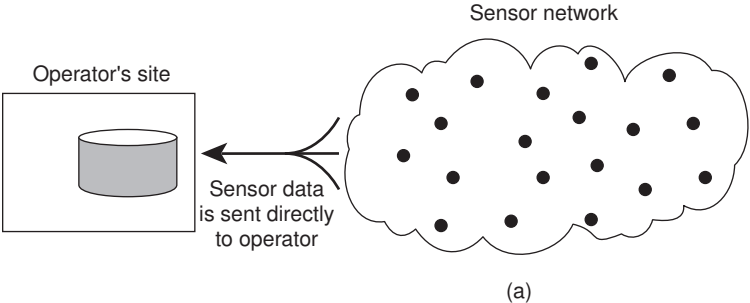 Sensor network
Operator's site
Sensor data
is sent directly
to operator
(a)